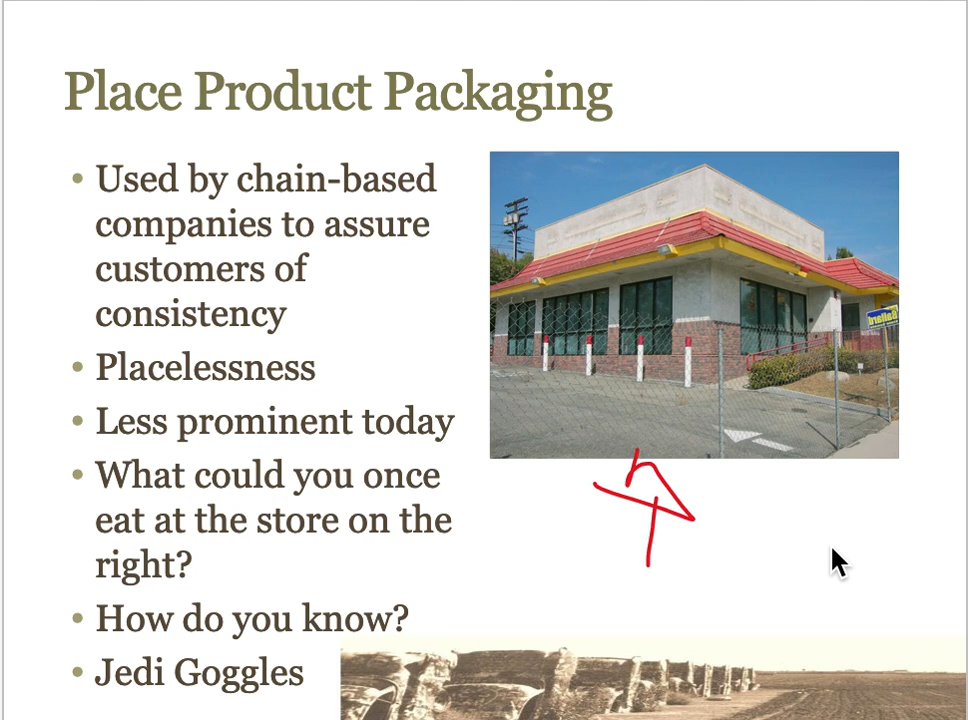 Place Product Packaging
• Used by chain-based
companies to assure
customers of
consistency
• Placelessness
• Less prominent today
• What could you once
eat at the store on the
right?
• How do you know?
• Jedi Goggles
Ballard